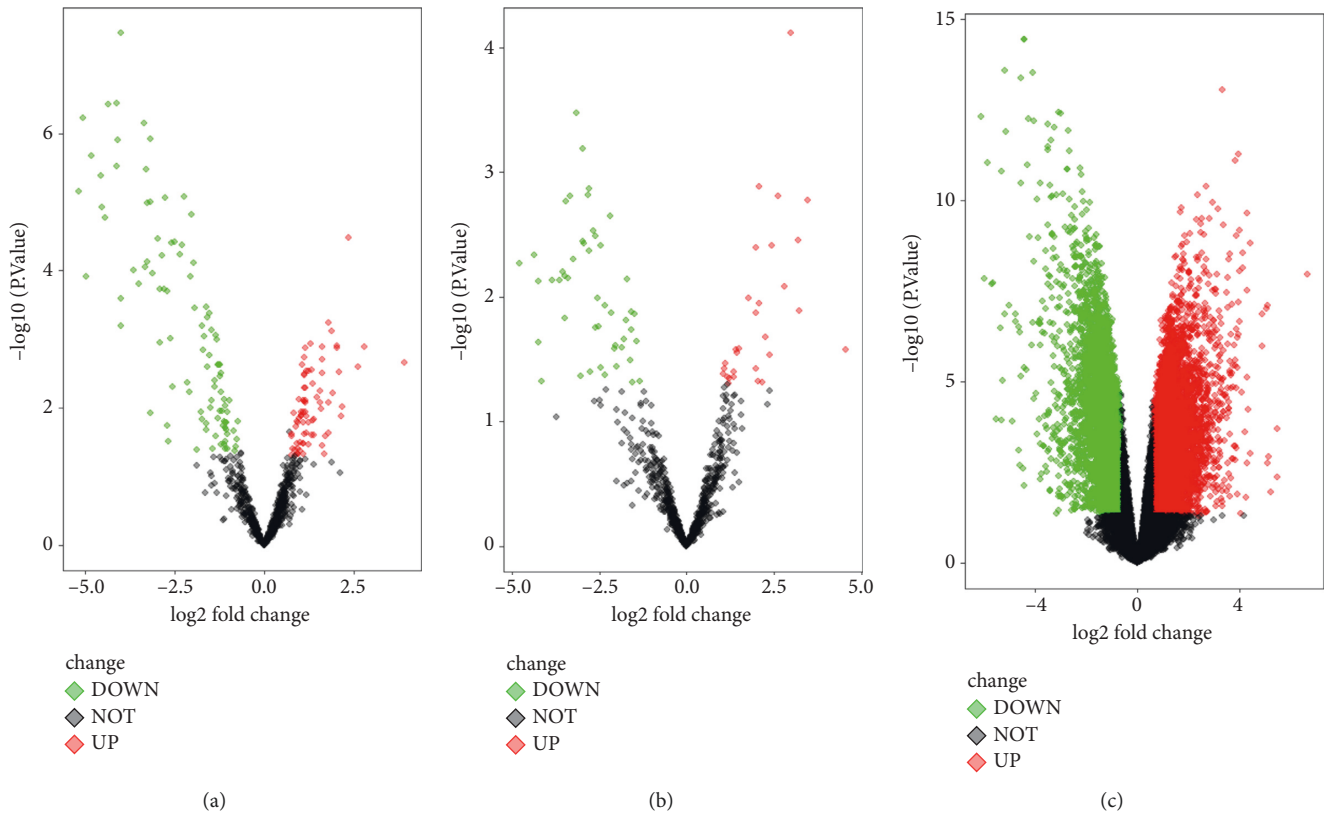 6
4
2
0
−log10 (P.Value)
−5.0
−2.5
0.0
2.5
log2 fold change
change
DOWN
NOT
UP
(a)
4
3
2
1
0
−log10 (P.Value)
−5.0
−2.5
0.0
2.5
5.0
log2 fold change
change
DOWN
NOT
UP
(b)
15
10
5
0
−log10 (P.Value)
−4
0
4
log2 fold change
change
DOWN
NOT
UP
(c)